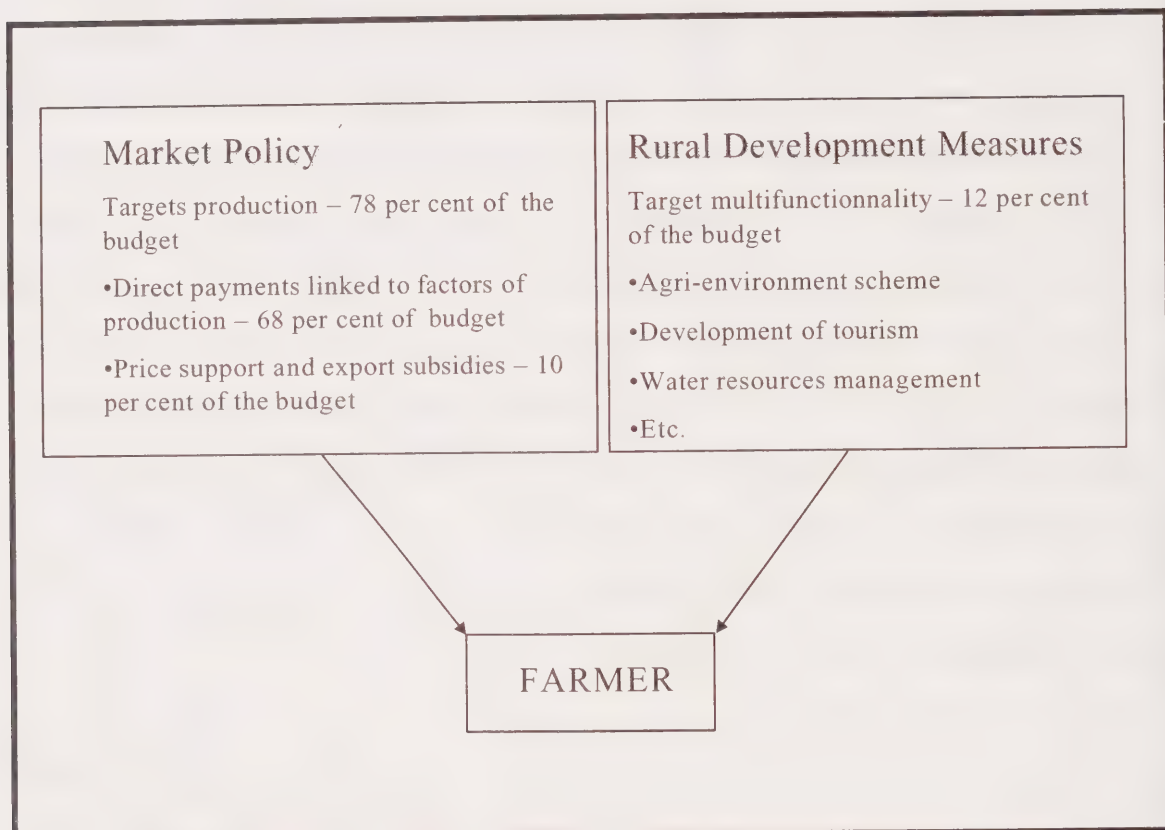 Market Policy
Targets production – 78 per cent of the
budget
•Direct payments linked to factors of
production – 68 per cent of budget
•Price support and export subsidies – 10
per cent of the budget
Rural Development Measures
Target multifunctionnality – 12 per cent
of the budget
•Agri-environment scheme
•Development of tourism
•Water resources management
•Etc.
FARMER